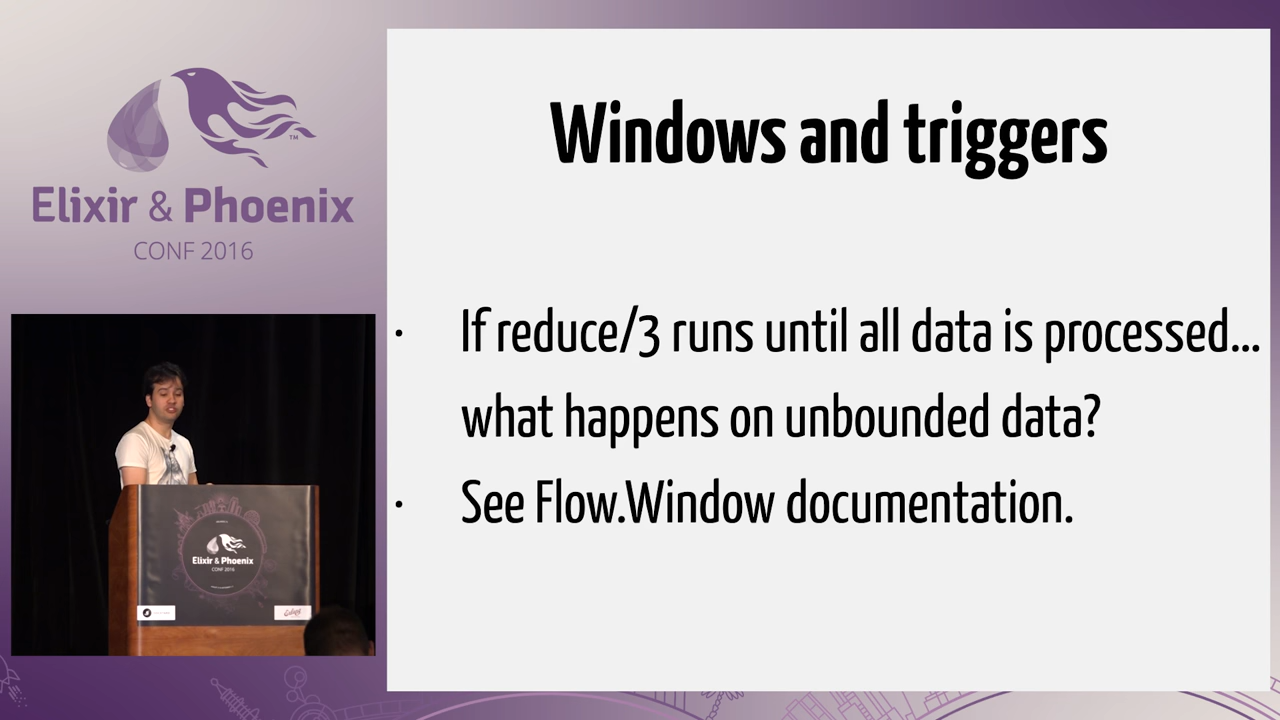 TM
Elixir & Phoenix
CONF 2016
Windows and triggers
· If reduce/3 runs until all data is processed...
what happens on unbounded data?
· See Flow.Window documentation.
Elixir & Phoenix
CONF 2016